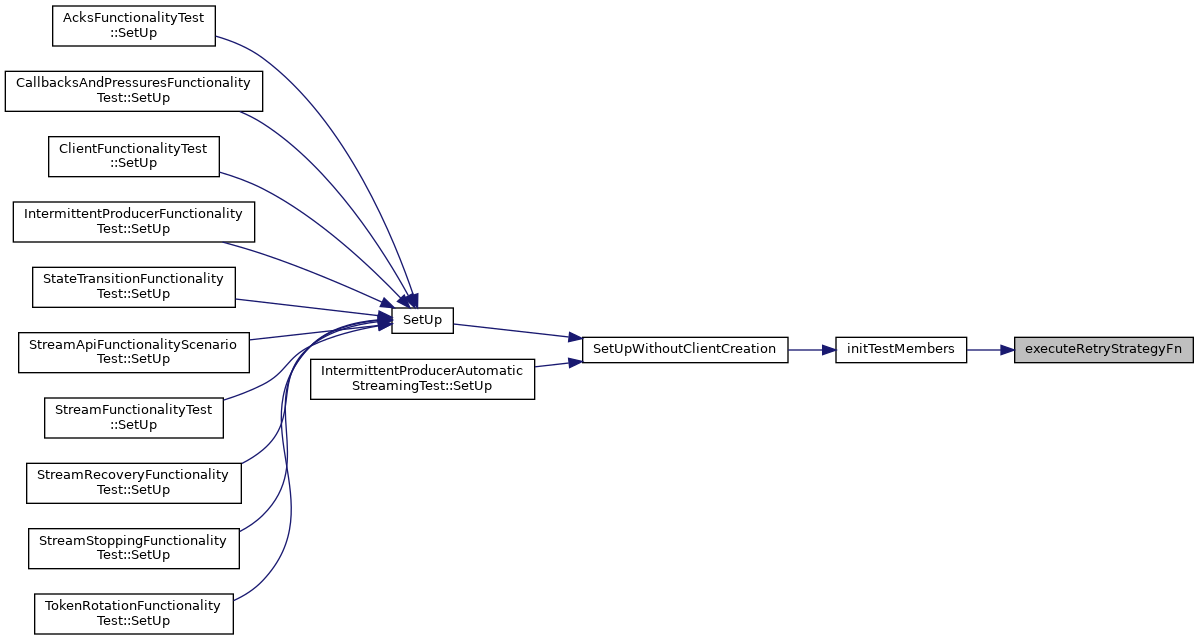 AcksFunctionalityTest
::SetUp
CallbacksAndPressuresFunctionality
Test::SetUp
ClientFunctionalityTest
::SetUp
IntermittentProducerFunctionality
Test::SetUp
StateTransitionFunctionality
Test::SetUp
StreamApiFunctionalityScenario
Test::SetUp
StreamFunctionalityTest
::SetUp
StreamRecoveryFunctionality
Test::SetUp
StreamStoppingFunctionality
Test::SetUp
TokenRotationFunctionality
Test::SetUp
SetUp
IntermittentProducerAutomatic
StreamingTest::SetUp
SetUpWithoutClientCreation
initTestMembers
executeRetryStrategyFn